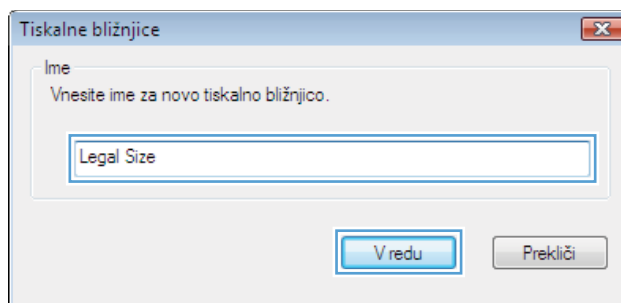 Tiskalne bližnjice
Ime
Vnesite ime za novo tiskalno bližnjico.
Legal Size
V redu
Prekliči